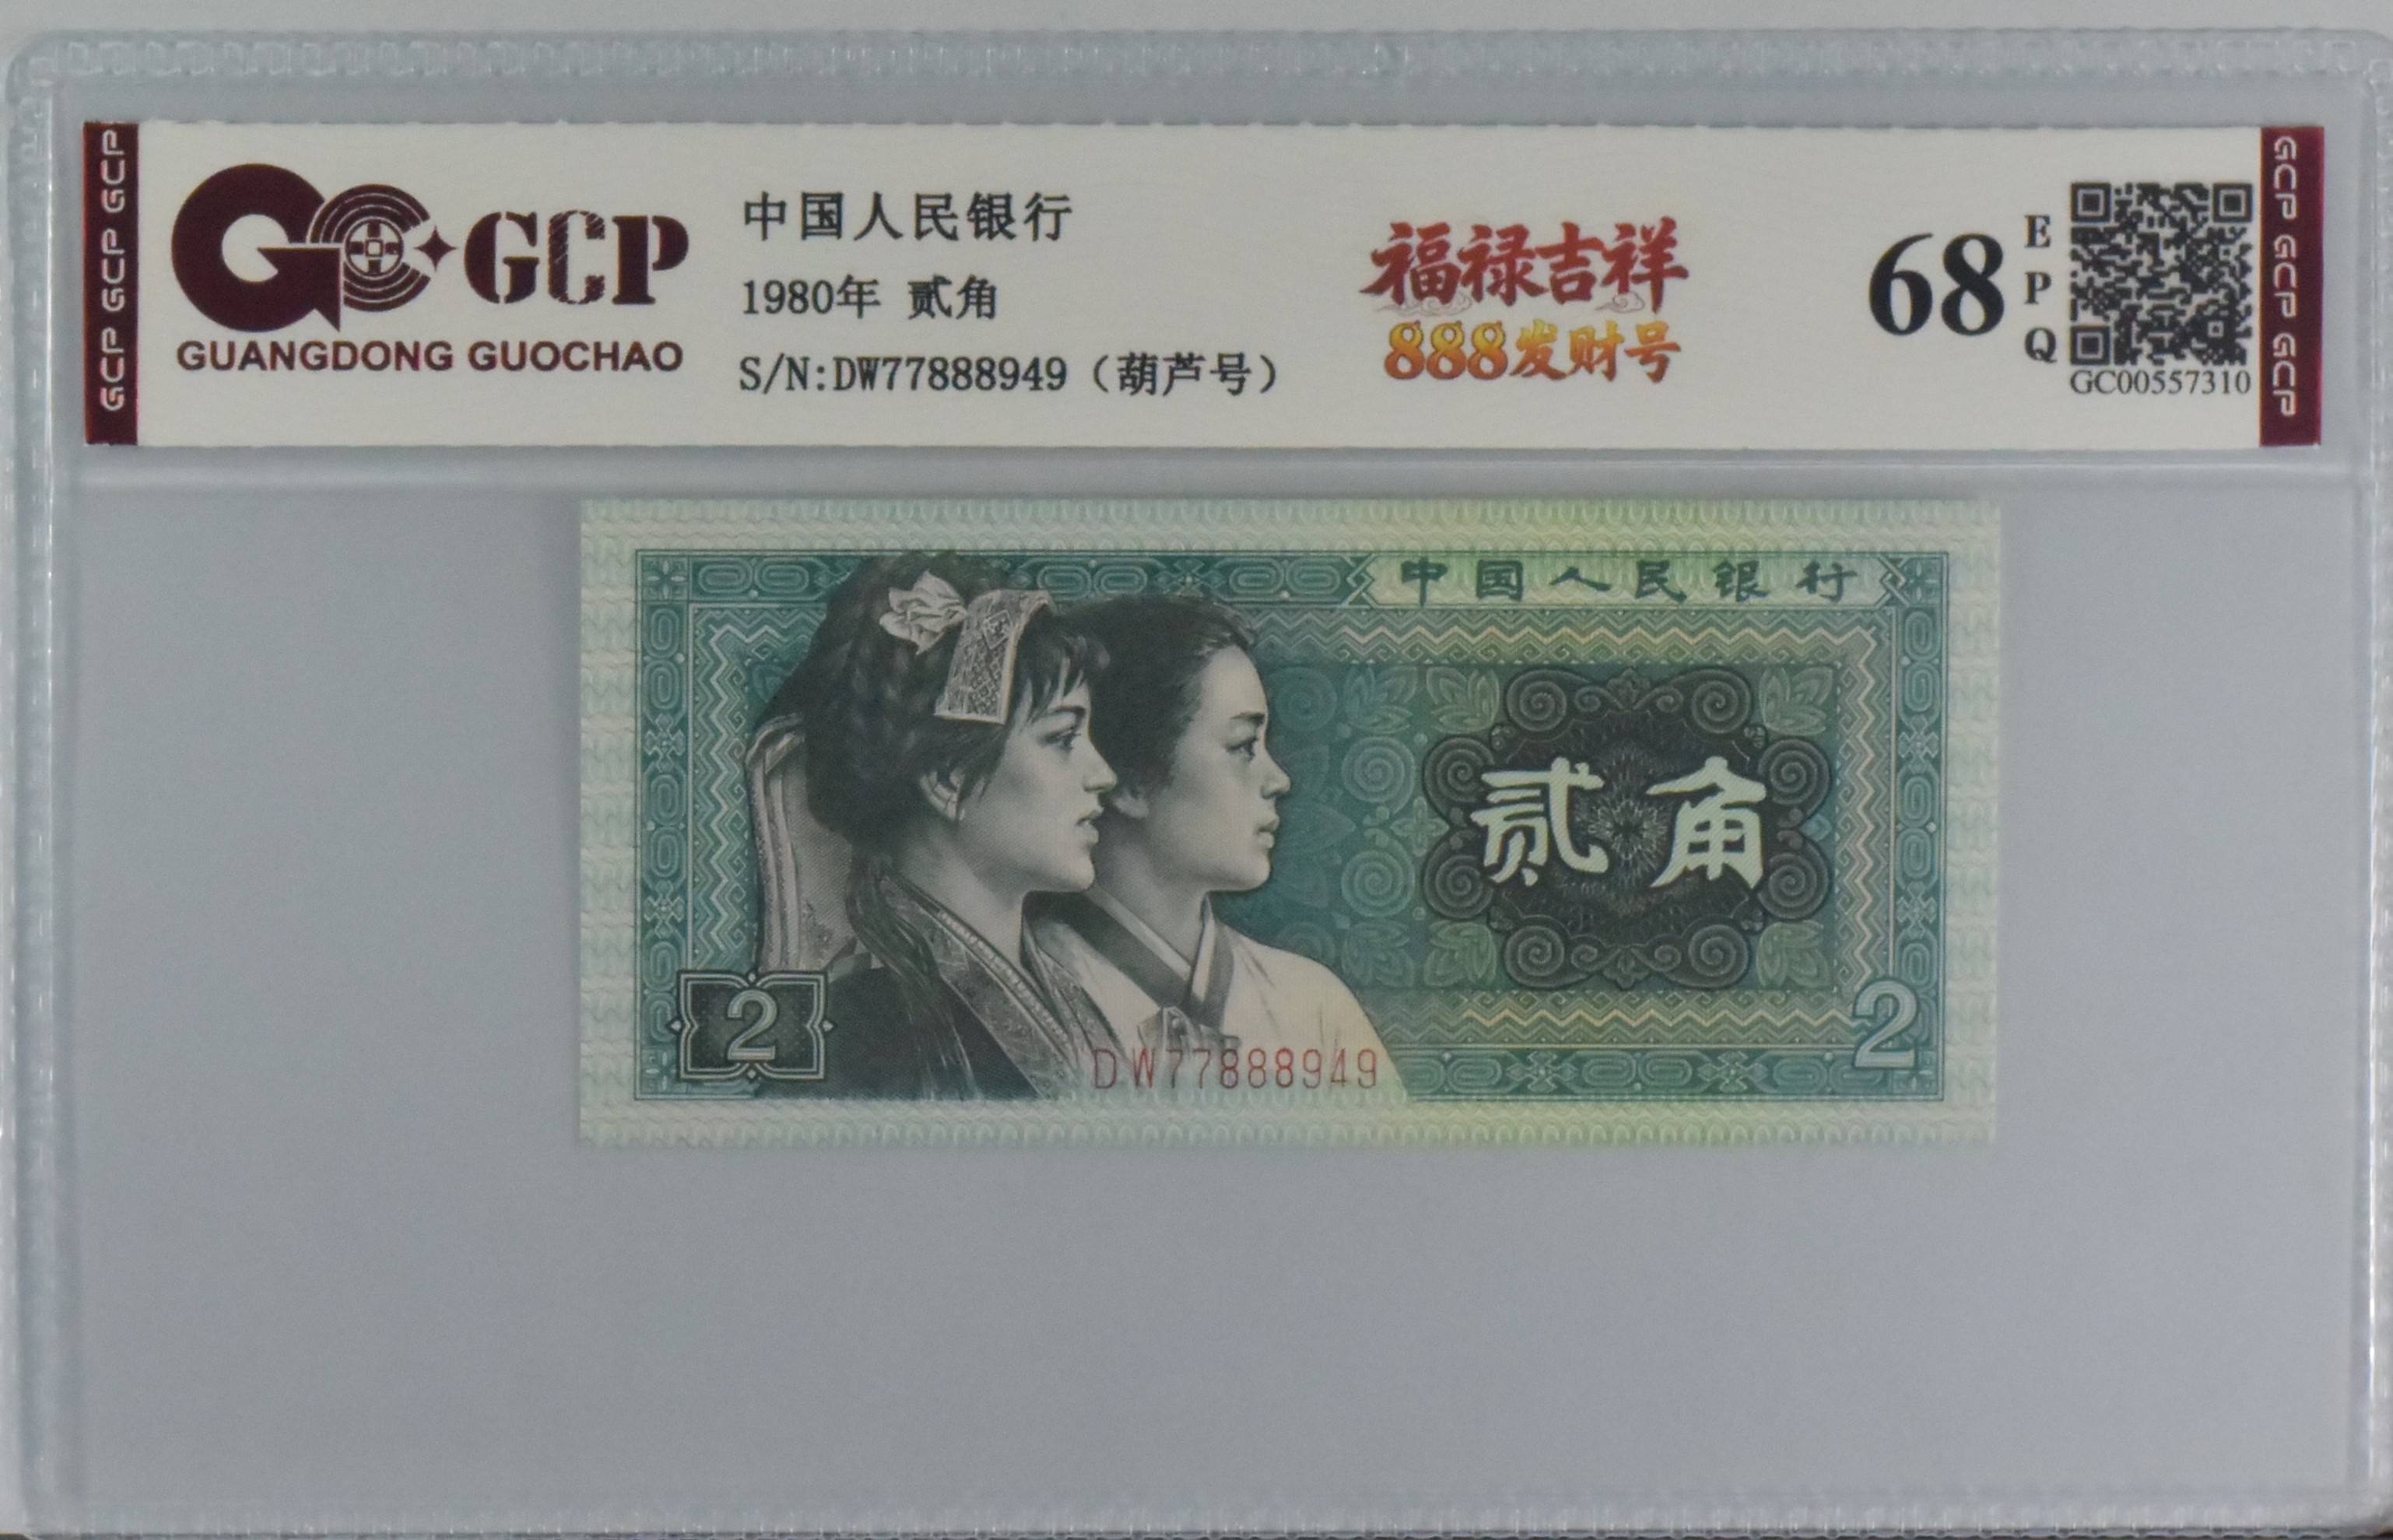 GCP GCP GCP
GCP
GUANGDONG GUOCHAO
中国人民银行
1980年 贰角
S/N:DW77888949（葫芦号）
福禄吉祥
888发财号
68
E
P
Q
GC00557310
GCP GCP GCP
中国人民银行
贰角
2
2
DW77888949